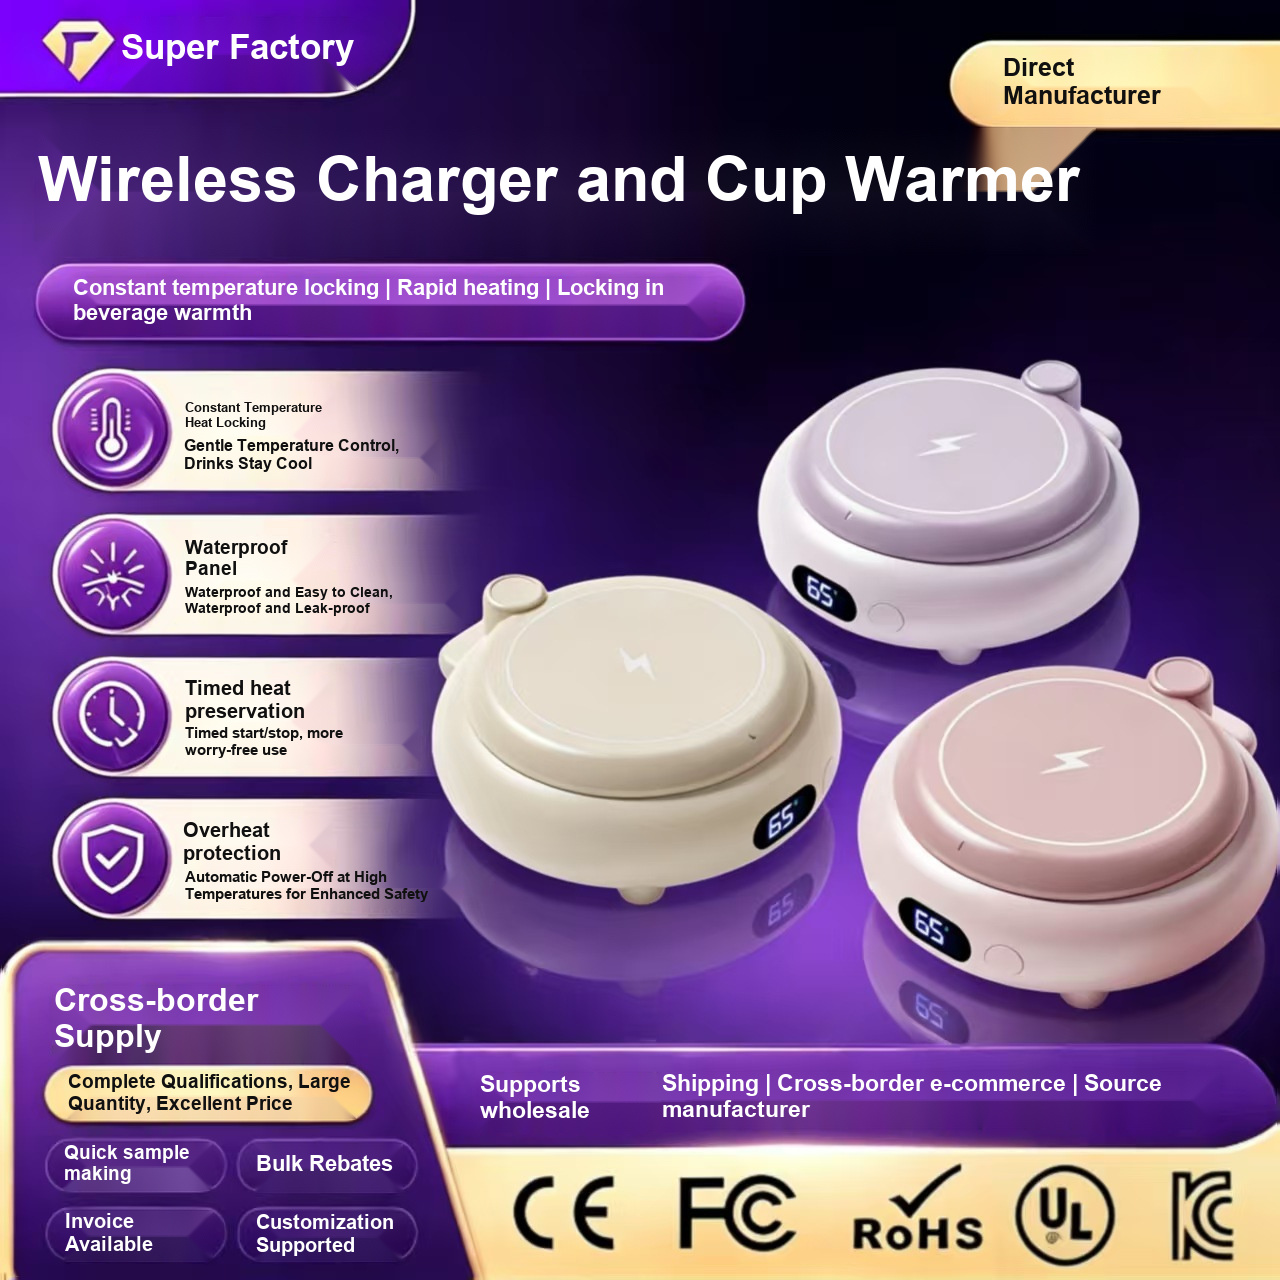 Super Factory
Direct
Manufacturer
Wireless Charger and Cup Warmer
Constant temperature locking | Rapid heating | Locking in
beverage warmth
Constant Temperature
Heat Locking
Gentle Temperature Control,
Drinks Stay Cool
Waterproof
Panel
Waterproof and Easy to Clean,
Waterproof and Leak-proof
Timed heat
preservation
Timed start/stop, more
worry-free use
Overheat
protection
Automatic Power-Off at High
Temperatures for Enhanced Safety
65°
65°
65°
Cross-border
Supply
Complete Qualifications, Large
Quantity, Excellent Price
Quick sample
making
Bulk Rebates
Invoice
Available
Customization
Supported
Supports
wholesale
Shipping | Cross-border e-commerce | Source
manufacturer
CE
FC
RoHS
UL
KC